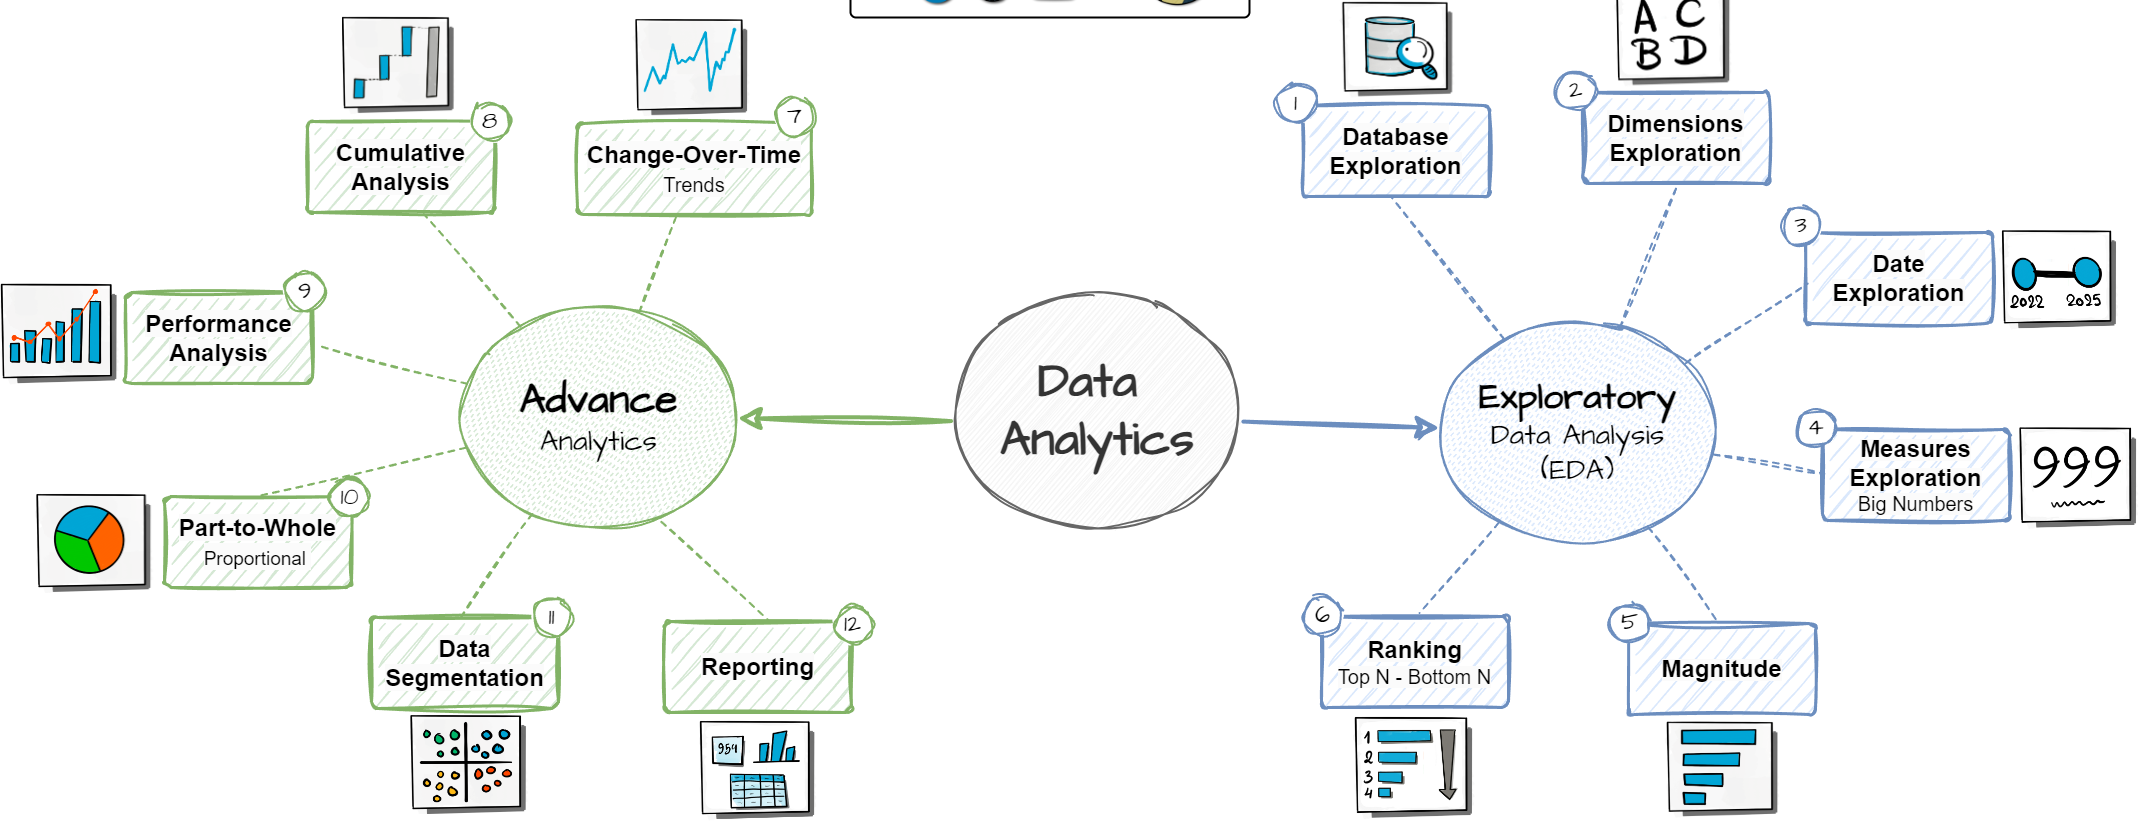 Data
Analytics
Exploratory
Data Analysis
(EDA)
1
Database
Exploration
A C
B D
2
Dimensions
Exploration
3
Date
Exploration
2022 2025
4
Measures
Exploration
Big Numbers
999
5
Magnitude
6
Ranking
Top N - Bottom N
1
2
3
4
Advance
Analytics
7
Change-Over-Time
Trends
8
Cumulative
Analysis
9
Performance
Analysis
10
Part-to-Whole
Proportional
11
Data
Segmentation
12
Reporting
954